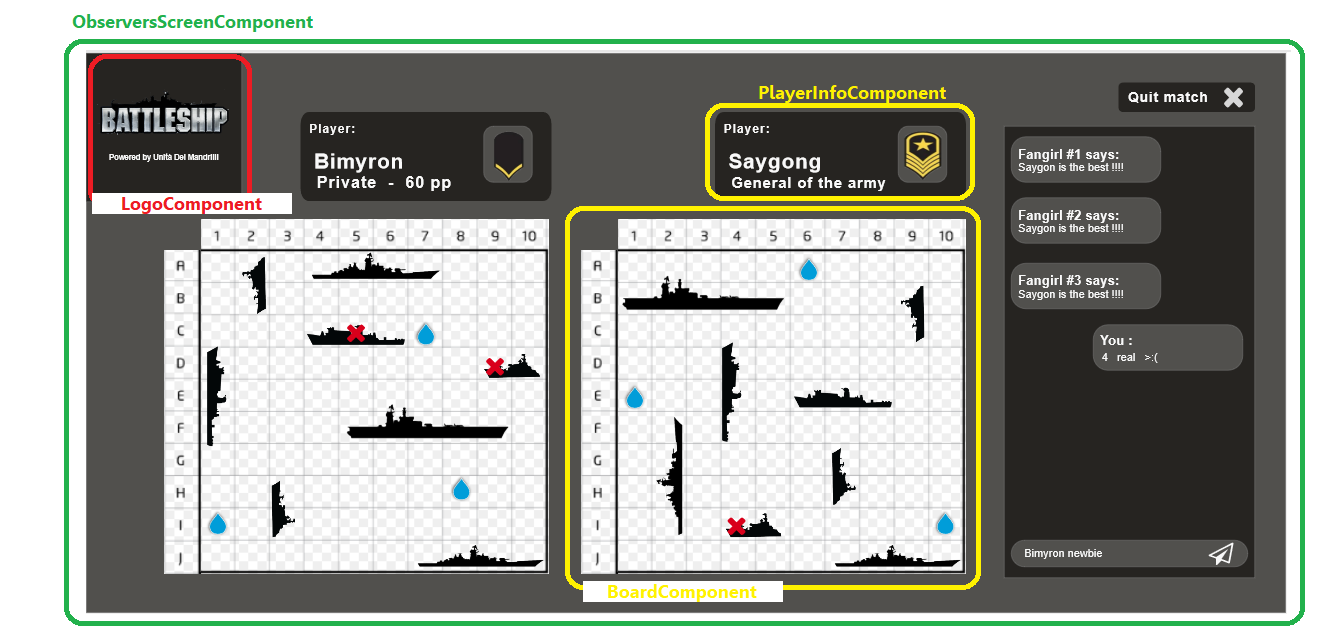 ObserversScreenComponent
BATTLESHIP
Powered by Unità Dei Mandrilli
LogoComponent
Player:
Bimyron
Private - 60 pp
PlayerInfoComponent
Player:
Saygong
General of the army
Quit match
1 2 3 4 5 6 7 8 9 10
A
B
C
D
E
F
G
H
I
J
1 2 3 4 5 6 7 8 9 10
A
B
C
D
E
F
G
H
I
J
BoardComponent
Fangirl #1 says:
Saygon is the best !!!!
Fangirl #2 says:
Saygon is the best !!!!
Fangirl #3 says:
Saygon is the best !!!!
You :
4 real >:(
Bimyron newbie